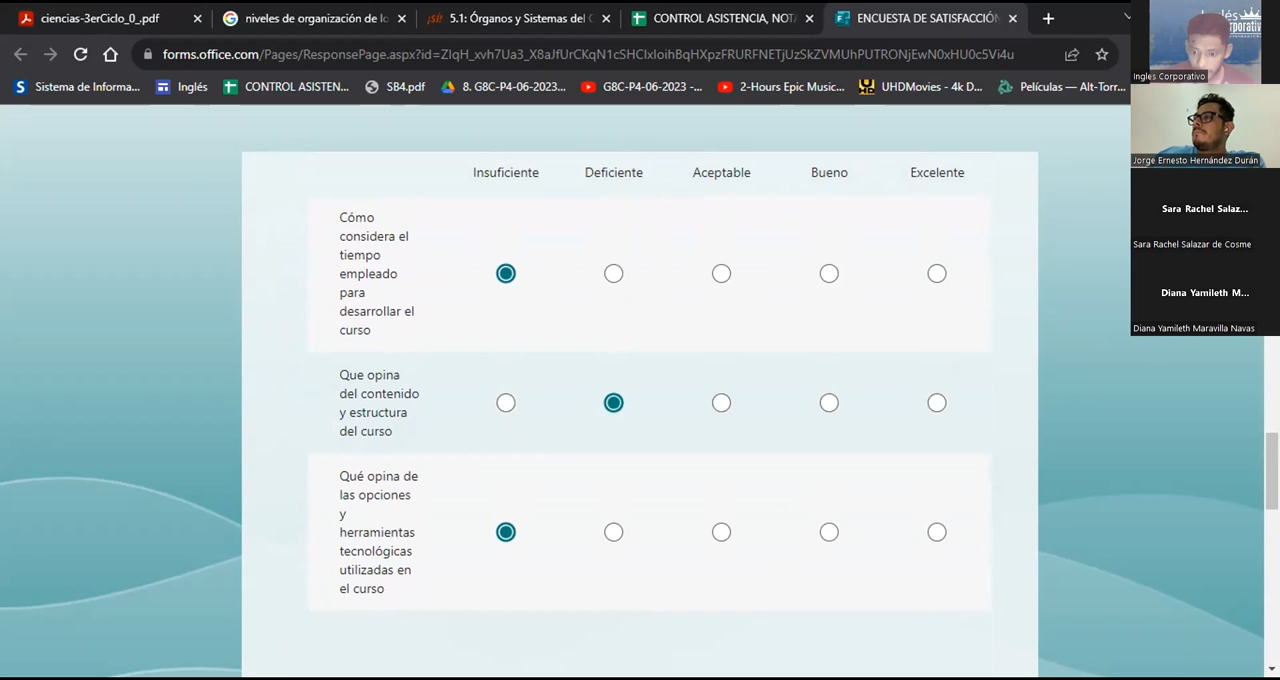 ciencias-3erCiclo_0_.pdf
niveles de organización de lo
5.1: Órganos y Sistemas del C
CONTROL ASISTENCIA, NOTA
ENCUESTA DE SATISFACCIÓN
forms.office.com/Pages/ResponsePage.aspx?id=ZIqH_xvh7Ua3_X8aJfUrCKqN1cSHCIxIoihBqHXpzFRURFNETjUzSkZVMUhPUTRONjEwN0xHU0c5Vi4u
Sistema de Informa...
Inglés
CONTROL ASISTEN...
SB4.pdf
8. G8C-P4-06-2023...
G8C-P4-06-2023 -...
2-Hours Epic Music...
UHDMovies - 4k D...
Películas — Alt-Torr...
Ingles Corporativo
Jorge Ernesto Hernández Durán
Sara Rachel Salaz...
Sara Rachel Salazar de Cosme
Diana Yamileth M...
Diana Yamileth Maravilla Navas
Insuficiente Deficiente Aceptable Bueno Excelente
Cómo
considera el
tiempo
empleado
para
desarrollar el
curso
Que opina
del contenido
y estructura
del curso
Qué opina de
las opciones
y
herramientas
tecnológicas
utilizadas en
el curso